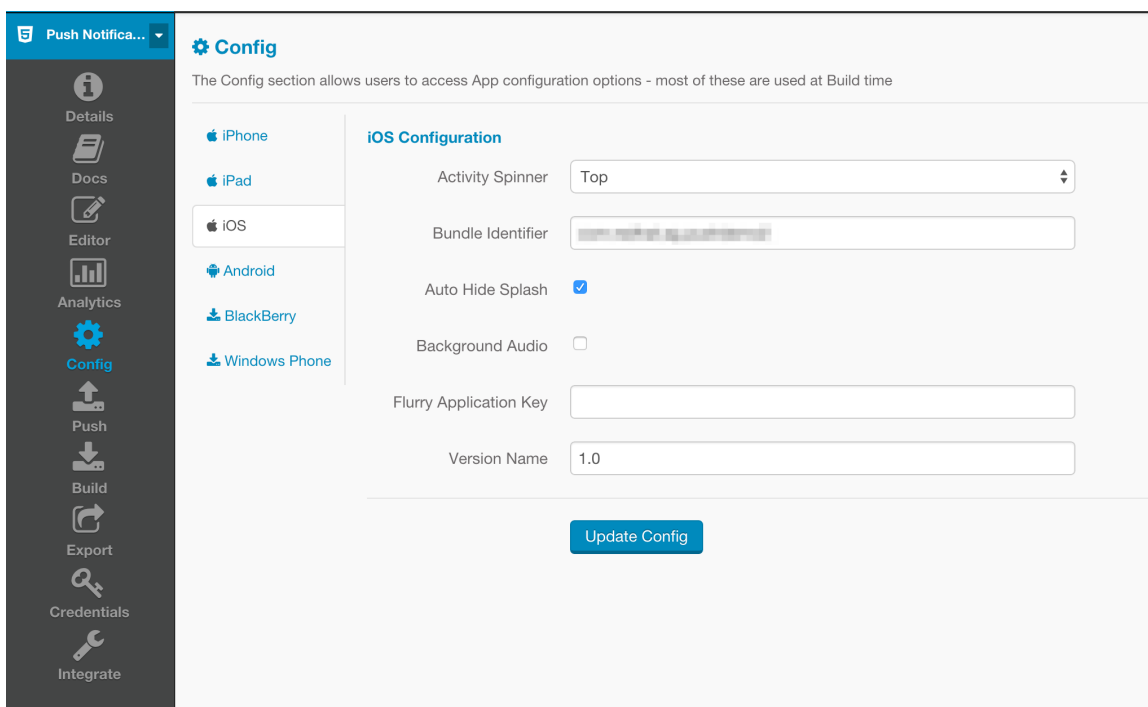 Push Notifica...
Details
Docs
Editor
Analytics
Config
Push
Build
Export
Credentials
Integrate
Config
The Config section allows users to access App configuration options - most of these are used at Build time
iPhone
iPad
iOS
Android
BlackBerry
Windows Phone
iOS Configuration
Activity Spinner Top
Bundle Identifier
Auto Hide Splash
Background Audio
Flurry Application Key
Version Name 1.0
Update Config